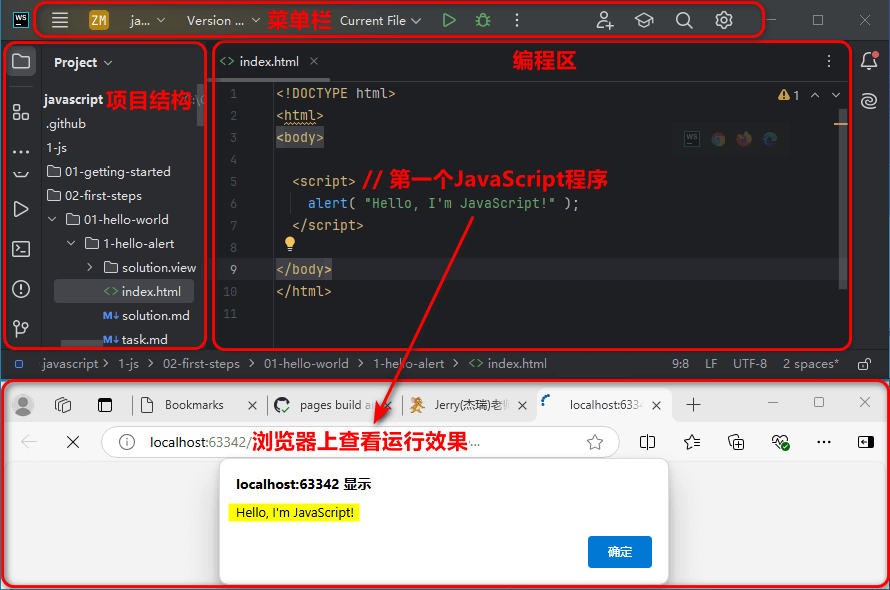 WS ZM ja... Version ... 菜单栏 Current File
Project
javascript 项目结构
.github
1-js
01-getting-started
02-first-steps
01-hello-world
1-hello-alert
solution.view
index.html
solution.md
task.md
index.html 编程区
1 <!DOCTYPE html>
2 <html>
3 <body>
4
5 <script> // 第一个JavaScript程序
6 alert( "Hello, I'm JavaScript!" );
7 </script>
8
9 </body>
10 </html>
11
1
WS
javascript > 1-js > 02-first-steps > 01-hello-world > 1-hello-alert > <> index.html 9:8 LF UTF-8 2 spaces*
Bookmarks pages build a Jerry(杰瑞)老师 localhost:6334
localhost:63342/ 浏览器上查看运行效果 ...
localhost:63342 显示
Hello, I'm JavaScript!
确定